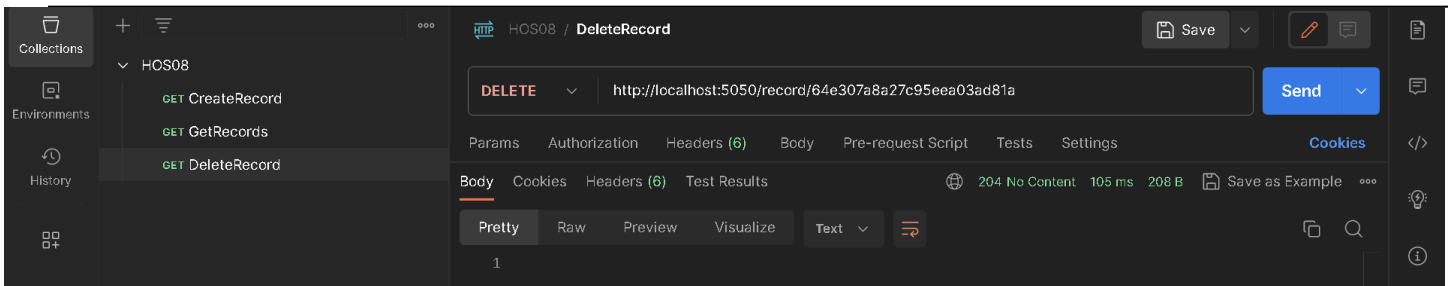 Collections
Environments
History
HOS08
GET CreateRecord
GET GetRecords
GET DeleteRecord
HTTP HOS08 / DeleteRecord
Save
DELETE http://localhost:5050/record/64e307a8a27c95eea03ad81a
Send
Params Authorization Headers (6) Body Pre-request Script Tests Settings Cookies
Body Cookies Headers (6) Test Results 204 No Content 105 ms 208 B Save as Example
Pretty Raw Preview Visualize Text
1